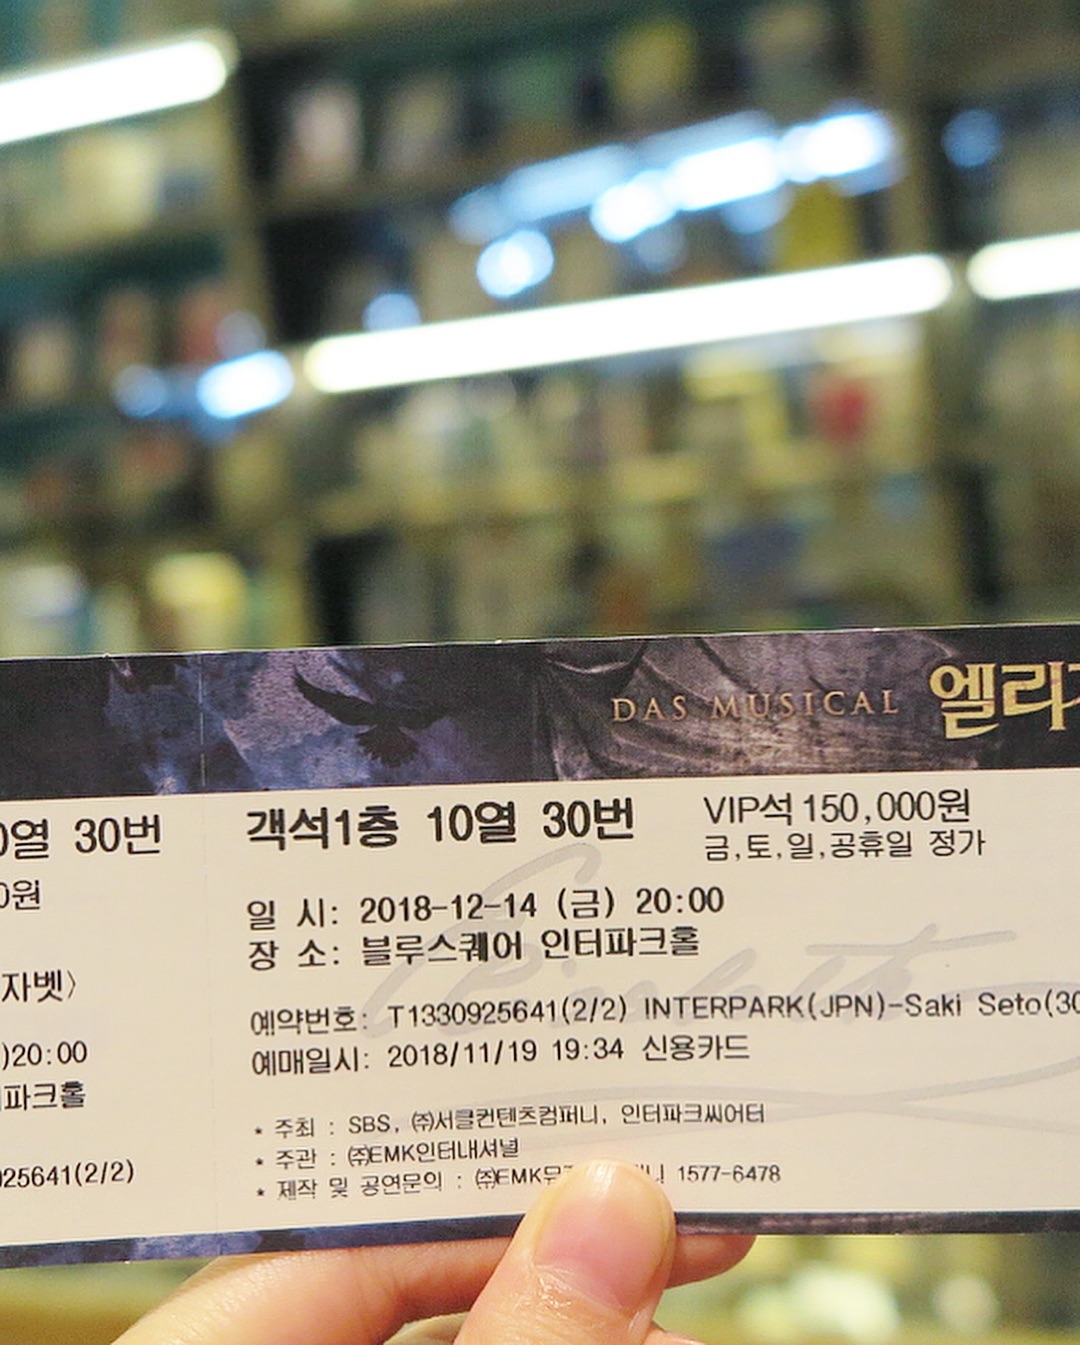 DAS MUSICAL 엘리
0열 30번
객석1층 10열 30번
VIP석 150,000원
0원
금,토,일,공휴일 정가
일 시: 2018-12-14 (금) 20:00
장 소: 블루스퀘어 인터파크홀
자벳〉
예약번호: T1330925641(2/2) INTERPARK(JPN)-Saki Seto(30
)20:00
예매일시: 2018/11/19 19:34 신용카드
파크홀
* 주최 : SBS, ㈜서클컨텐츠컴퍼니, 인터파크씨어터
* 주관 : ㈜EMK인터내셔널
25641(2/2)
* 제작 및 공연문의 : ㈜EMK뮤 니 1577-6478